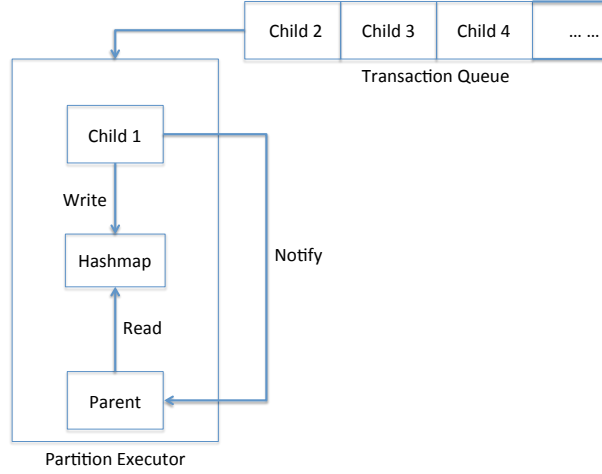 Child 2 Child 3 Child 4 ... ...
Transaction Queue
Child 1
Write
Notify
Hashmap
Read
Parent
Partition Executor